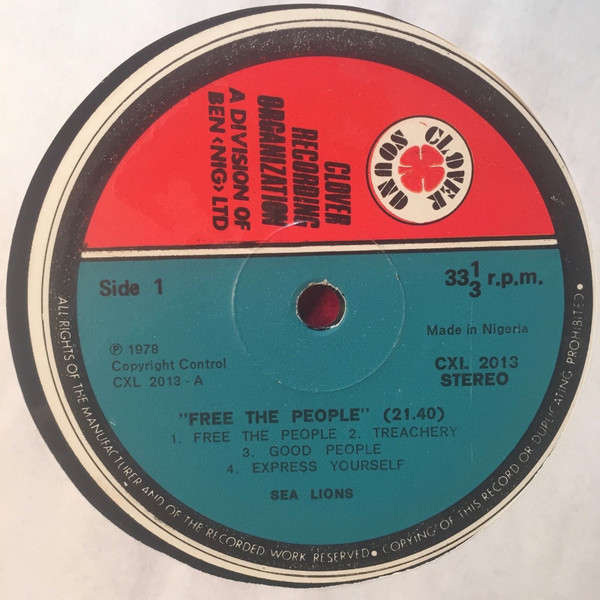 CLOVER
RECORDING
ORGANIZATION
A DIVISION OF
BEN <NIG> LTD
CLOVER
SOUND
Side 1
33 1/3 r.p.m.
Made in Nigeria
℗ 1978
Copyright Control
CXL 2013 - A
CXL 2013
STEREO
"FREE THE PEOPLE" (21.40)
1. FREE THE PEOPLE 2. TREACHERY
3. GOOD PEOPLE
4. EXPRESS YOURSELF
SEA LIONS
ALL RIGHTS OF THE MANUFACTURER AND OF THE RECORDED WORK RESERVED • COPYING OF THIS RECORD OR DUPLICATING PROHIBITED •